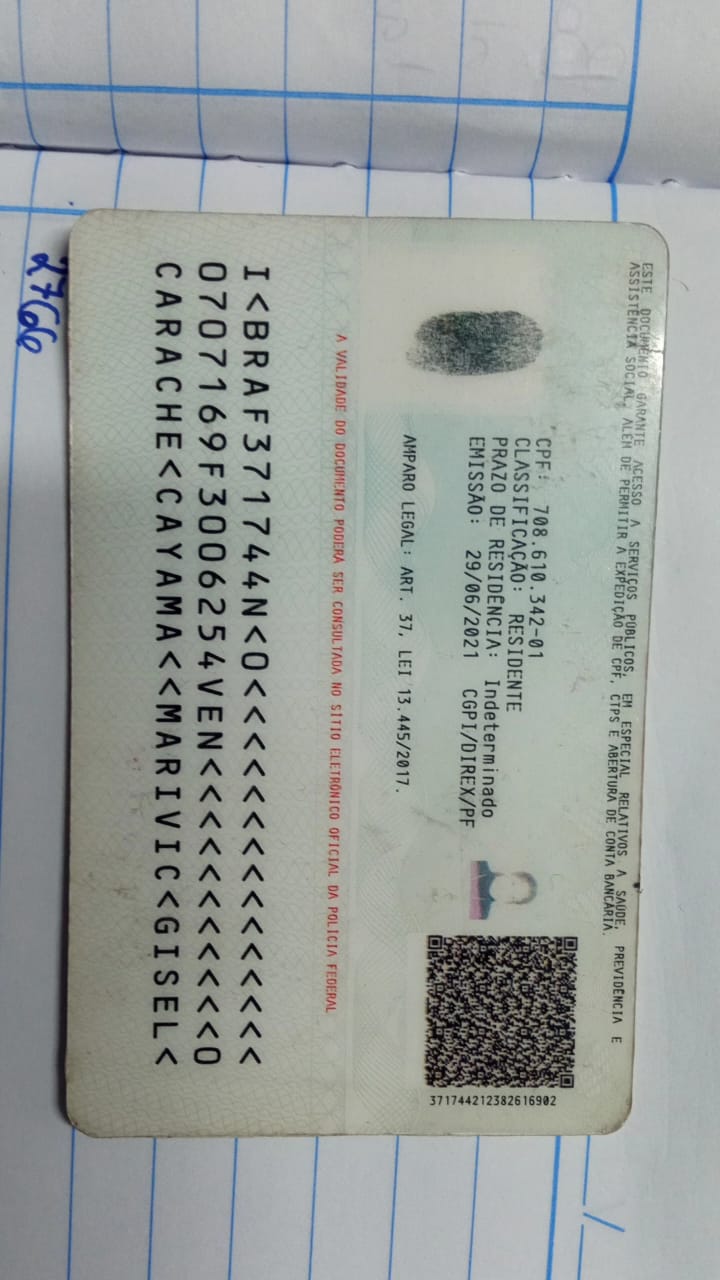 ESTE DOCUMENTO GARANTE ACESSO A SERVIÇOS PÚBLICOS, EM ESPECIAL RELATIVOS A SAÚDE, PREVIDÊNCIA E
ASSISTÊNCIA SOCIAL, ALÉM DE PERMITIR A EXPEDIÇÃO DE CPF, CTPS E ABERTURA DE CONTA BANCÁRIA.
CPF: 708.610.342-01
CLASSIFICAÇÃO: RESIDENTE
PRAZO DE RESIDÊNCIA: Indeterminado
EMISSÃO: 29/06/2021 CGPI/DIREX/PF
371744212382616902
AMPARO LEGAL: ART. 37, LEI 13.445/2017.
A VALIDADE DO DOCUMENTO PODERÁ SER CONSULTADA NO SÍTIO ELETRÔNICO OFICIAL DA POLÍCIA FEDERAL
I<BRAF371744N<0<<<<<<<<<<<<<<<
0707169F3006254VEN<<<<<<<<<<<0
CARACHE<CAYAMA<<MARIVIC<GISEL<
2766